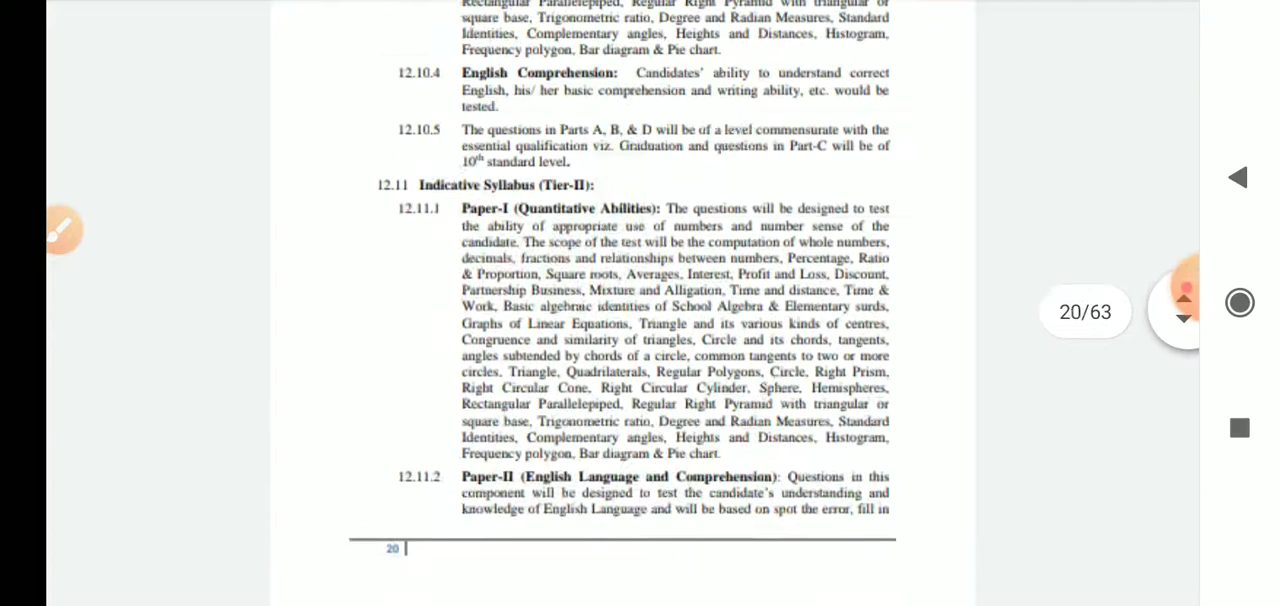 Rectangular Parallelepiped, Regular Right Pyramid with triangular or
square base, Trigonometric ratio, Degree and Radian Measures, Standard
Identities, Complementary angles, Heights and Distances, Histogram,
Frequency polygon, Bar diagram & Pie chart.
12.10.4 English Comprehension: Candidates' ability to understand correct
English, his/ her basic comprehension and writing ability, etc. would be
tested.
12.10.5 The questions in Parts A, B, & D will be of a level commensurate with the
essential qualification viz. Graduation and questions in Part-C will be of
10th standard level.
12.11 Indicative Syllabus (Tier-II):
12.11.1 Paper-I (Quantitative Abilities): The questions will be designed to test
the ability of appropriate use of numbers and number sense of the
candidate. The scope of the test will be the computation of whole numbers,
decimals, fractions and relationships between numbers, Percentage, Ratio
& Proportion, Square roots, Averages, Interest, Profit and Loss, Discount,
Partnership Business, Mixture and Alligation, Time and distance, Time &
Work, Basic algebraic identities of School Algebra & Elementary surds,
Graphs of Linear Equations, Triangle and its various kinds of centres,
Congruence and similarity of triangles, Circle and its chords, tangents,
angles subtended by chords of a circle, common tangents to two or more
circles, Triangle, Quadrilaterals, Regular Polygons, Circle, Right Prism,
Right Circular Cone, Right Circular Cylinder, Sphere, Hemispheres,
Rectangular Parallelepiped, Regular Right Pyramid with triangular or
square base, Trigonometric ratio, Degree and Radian Measures, Standard
Identities, Complementary angles, Heights and Distances, Histogram,
Frequency polygon, Bar diagram & Pie chart.
12.11.2 Paper-II (English Language and Comprehension): Questions in this
component will be designed to test the candidate's understanding and
knowledge of English Language and will be based on spot the error, fill in
20
20/63